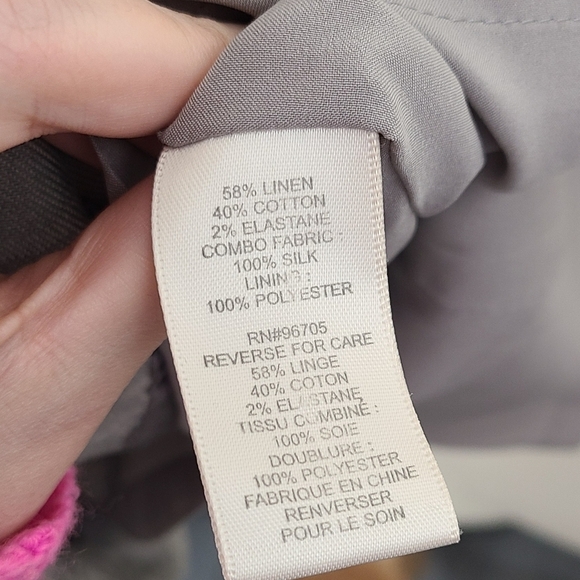 58% LINEN
40% COTTON
2% ELASTANE
COMBO FABRIC :
100% SILK
LINING :
100% POLYESTER
RN#96705
REVERSE FOR CARE
58% LINGE
40% COTON
2% ELASTANE
TISSU COMBINE :
100% SOIE
DOUBLURE :
100% POLYESTER
FABRIQUE EN CHINE
RENVERSER
POUR LE SOIN